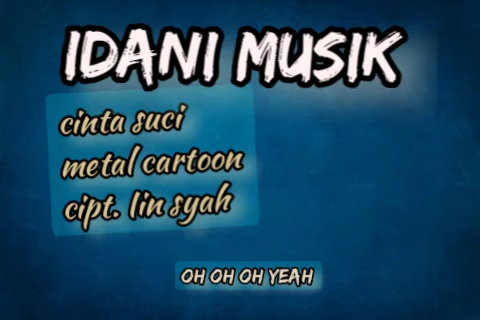 IDANI MUSIK
cinta suci
metal cartoon
cipt. lin syah
OH OH OH YEAH